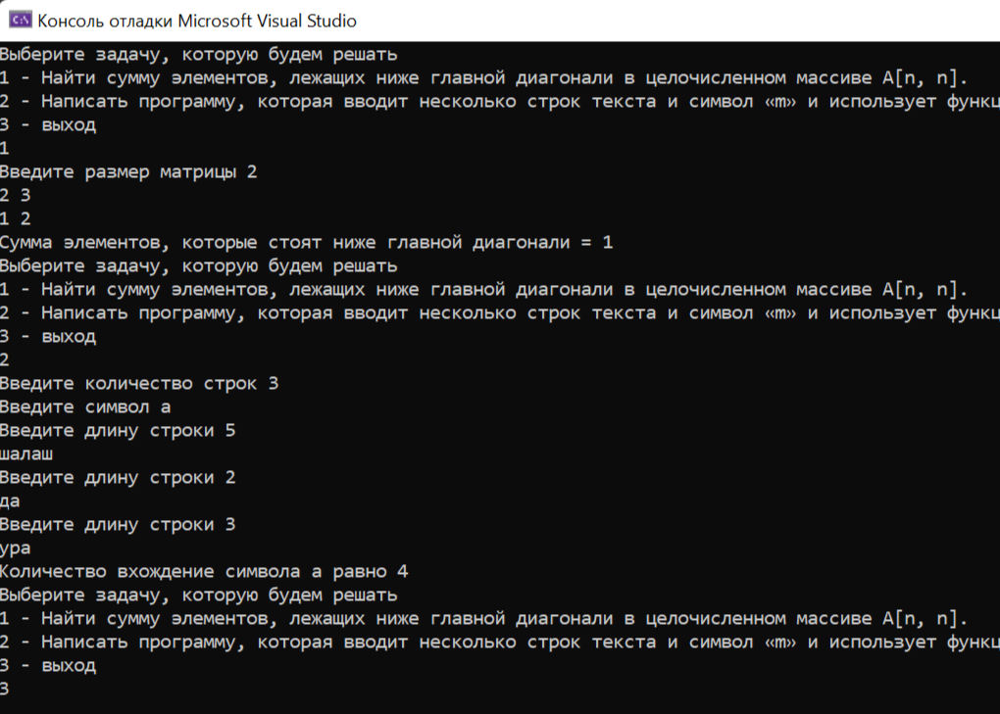 Консоль отладки Microsoft Visual Studio
Выберите задачу, которую будем решать
1 - Найти сумму элементов, лежащих ниже главной диагонали в целочисленном массиве A[n, n].
2 - Написать программу, которая вводит несколько строк текста и символ «m» и использует
3 - выход
1
Введите размер матрицы 2
2 3
1 2
Сумма элементов, которые стоят ниже главной диагонали = 1
Выберите задачу, которую будем решать
1 - Найти сумму элементов, лежащих ниже главной диагонали в целочисленном массиве A[n, n].
2 - Написать программу, которая вводит несколько строк текста и символ «m» и использует
3 - выход
2
Введите количество строк 3
Введите символ а
Введите длину строки 5
шалаш
Введите длину строки 2
да
Введите длину строки 3
ура
Количество вхождение символа а равно 4
Выберите задачу, которую будем решать
1 - Найти сумму элементов, лежащих ниже главной диагонали в целочисленном массиве A[n, n].
2 - Написать программу, которая вводит несколько строк текста и символ «m» и использует
3 - выход
3